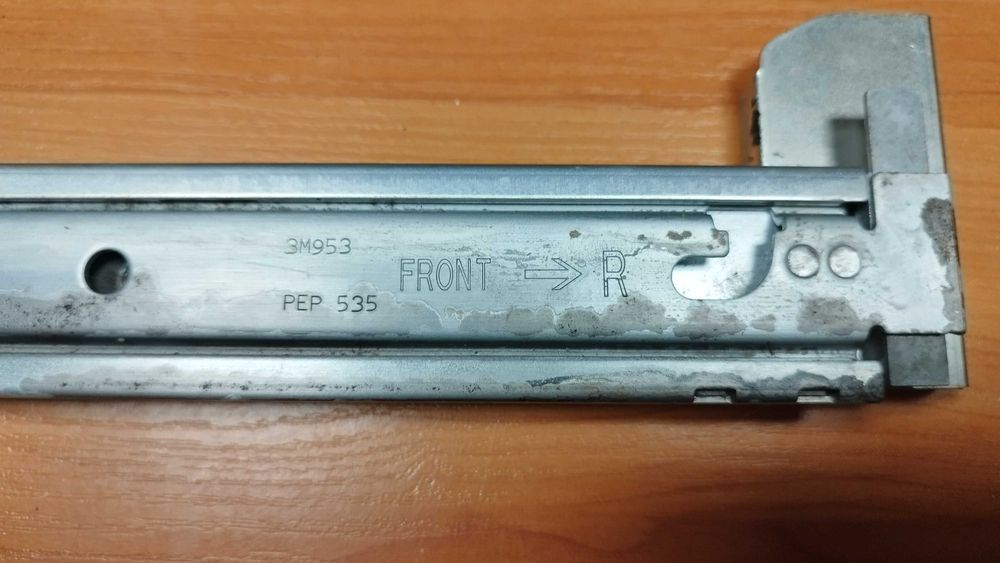 3M953
FRONT ⇒ R
PEP 535